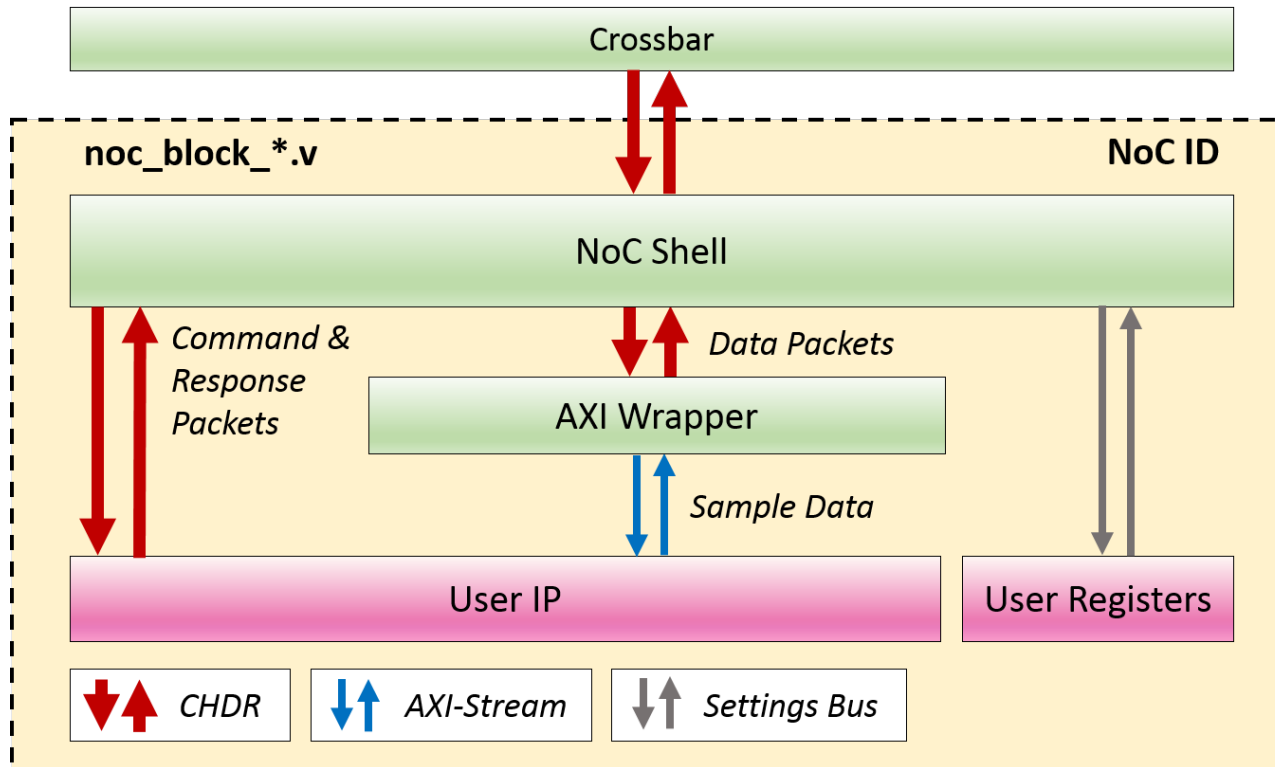 Crossbar
noc_block_*.v
NoC ID
NoC Shell
Command &
Response
Packets
Data Packets
AXI Wrapper
Sample Data
User IP
User Registers
CHDR
AXI-Stream
Settings Bus